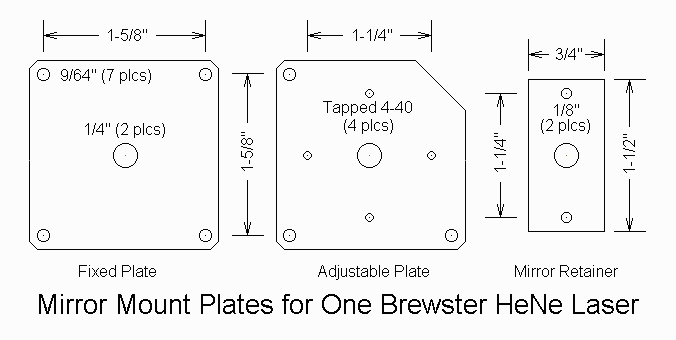 1-5/8"
1-1/4"
3/4"
9/64" (7 plcs)
1/4" (2 plcs)
1-5/8"
Tapped 4-40
(4 plcs)
1-1/4"
1/8"
(2 plcs)
1-1/2"
Fixed Plate
Adjustable Plate
Mirror Retainer
Mirror Mount Plates for One Brewster HeNe Laser